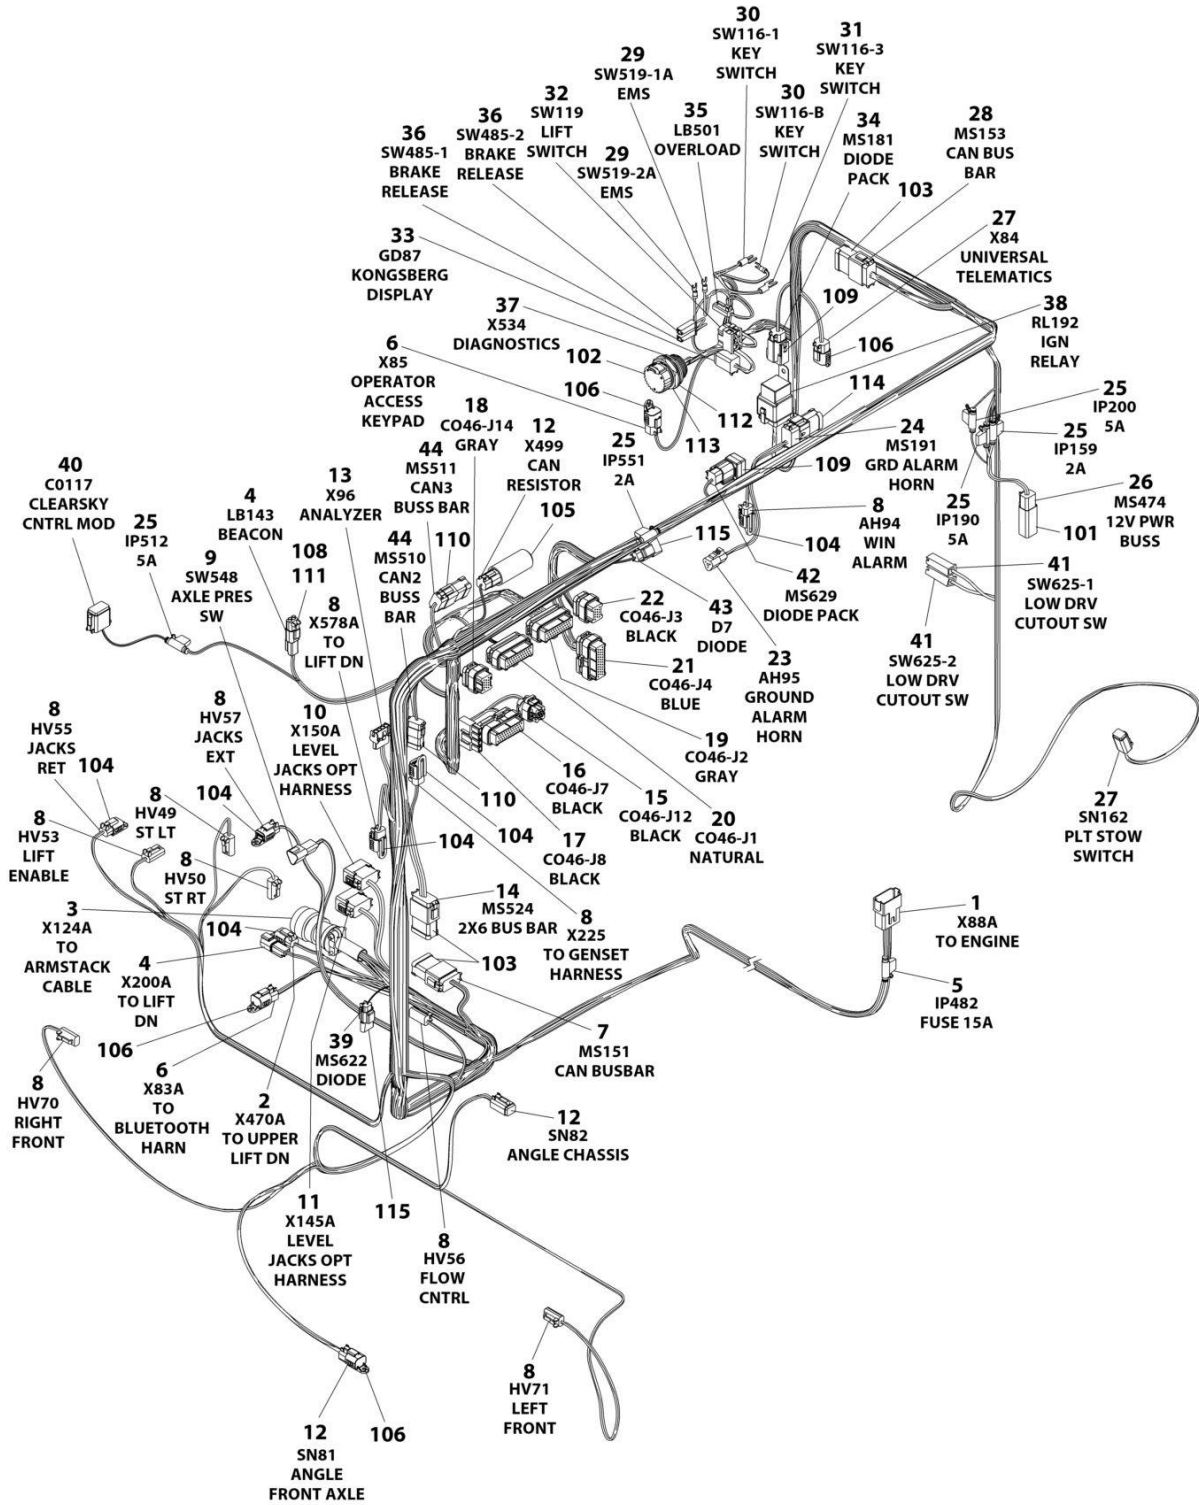 30
SW116-1
KEY
SWITCH
31
SW116-3
KEY
SWITCH
29
SW519-1A
EMS
32
SW119
LIFT
SWITCH
30
SW116-B
KEY
SWITCH
35
LB501
OVERLOAD
34
MS181
DIODE
PACK
28
MS153
CAN BUS
BAR
36
SW485-2
BRAKE
RELEASE
36
SW485-1
BRAKE
RELEASE
29
SW519-2A
EMS
103
27
X84
UNIVERSAL
TELEMATICS
33
GD87
KONGSBERG
DISPLAY
109
37
X534
DIAGNOSTICS
38
RL192
IGN
RELAY
6
X85
OPERATOR
ACCESS
KEYPAD
102
106
106
114
112
113
25
IP200
5A
18
CO46-J14
GRAY
12
X499
CAN
RESISTOR
25
IP551
2A
24
MS191
GRD ALARM
HORN
25
IP159
2A
40
C0117
CLEARSKY
CNTRL MOD
13
X96
ANALYZER
44
MS511
CAN3
BUSS BAR
109
26
MS474
12V PWR
BUSS
4
LB143
BEACON
25
IP512
5A
105
8
AH94
WIN
ALARM
25
IP190
5A
101
110
115
104
9
SW548
AXLE PRES
SW
108
111
44
MS510
CAN2
BUSS
BAR
41
SW625-1
LOW DRV
CUTOUT SW
8
X578A
TO
LIFT DN
22
CO46-J3
BLACK
43
D7
DIODE
42
MS629
DIODE PACK
21
CO46-J4
BLUE
23
AH95
GROUND
ALARM
HORN
41
SW625-2
LOW DRV
CUTOUT SW
8
HV55
JACKS
RET
8
HV57
JACKS
EXT
10
X150A
LEVEL
JACKS OPT
HARNESS
19
CO46-J2
GRAY
104
104
8
HV49
ST LT
110
16
CO46-J7
BLACK
15
CO46-J12
BLACK
20
CO46-J1
NATURAL
27
SN162
PLT STOW
SWITCH
8
HV53
LIFT
ENABLE
104
104
17
CO46-J8
BLACK
8
HV50
ST RT
14
MS524
2X6 BUS BAR
8
X225
TO GENSET
HARNESS
1
X88A
TO ENGINE
3
X124A
TO
ARMSTACK
CABLE
104
4
X200A
TO LIFT
DN
103
5
IP482
FUSE 15A
106
39
MS622
DIODE
7
MS151
CAN BUSBAR
8
HV70
RIGHT
FRONT
6
X83A
TO
BLUETOOTH
HARN
2
X470A
TO UPPER
LIFT DN
12
SN82
ANGLE CHASSIS
11
X145A
LEVEL
JACKS OPT
HARNESS
115
8
HV56
FLOW
CNTRL
8
HV71
LEFT
FRONT
12
SN81
ANGLE
FRONT AXLE
106